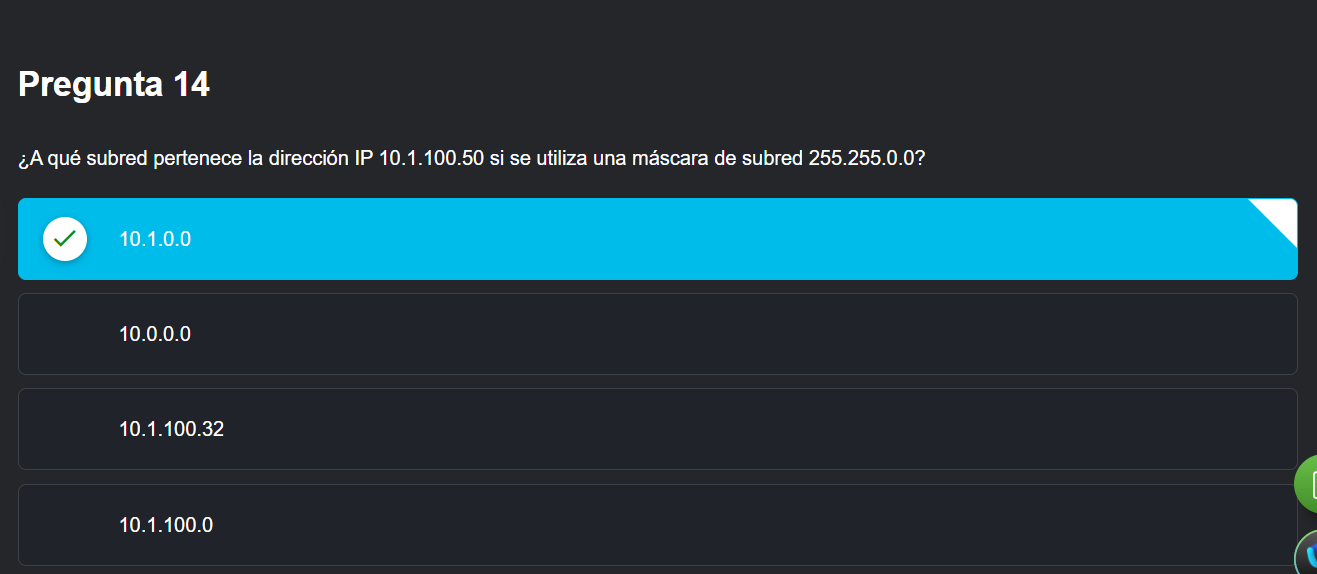 Pregunta 14
¿A qué subred pertenece la dirección IP 10.1.100.50 si se utiliza una máscara de subred 255.255.0.0?
10.1.0.0
10.0.0.0
10.1.100.32
10.1.100.0